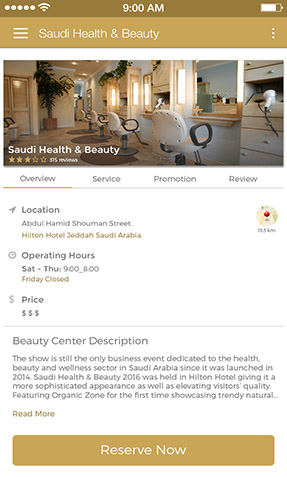 9:00 AM
Saudi Health & Beauty
Saudi Health & Beauty
315 reviews
Overview
Service
Promotion
Review
Location
Abdul Hamid Shouman Street.
Hilton Hotel Jeddah Saudi Arabia.
15.5 km
Operating Hours
Sat - Thu: 9:00_8:00
Friday Closed
Price
$ $ $
Beauty Center Description
The show is still the only business event dedicated to the health,
beauty and wellness sector in Saudi Arabia since it was launched in
2014. Saudi Health & Beauty 2016 was held in Hilton Hotel giving it a
more sophisticated appearance as well as elevating visitors' quality.
Featuring Organic Zone for the first time showcasing trendy natural...
Read More
Reserve Now